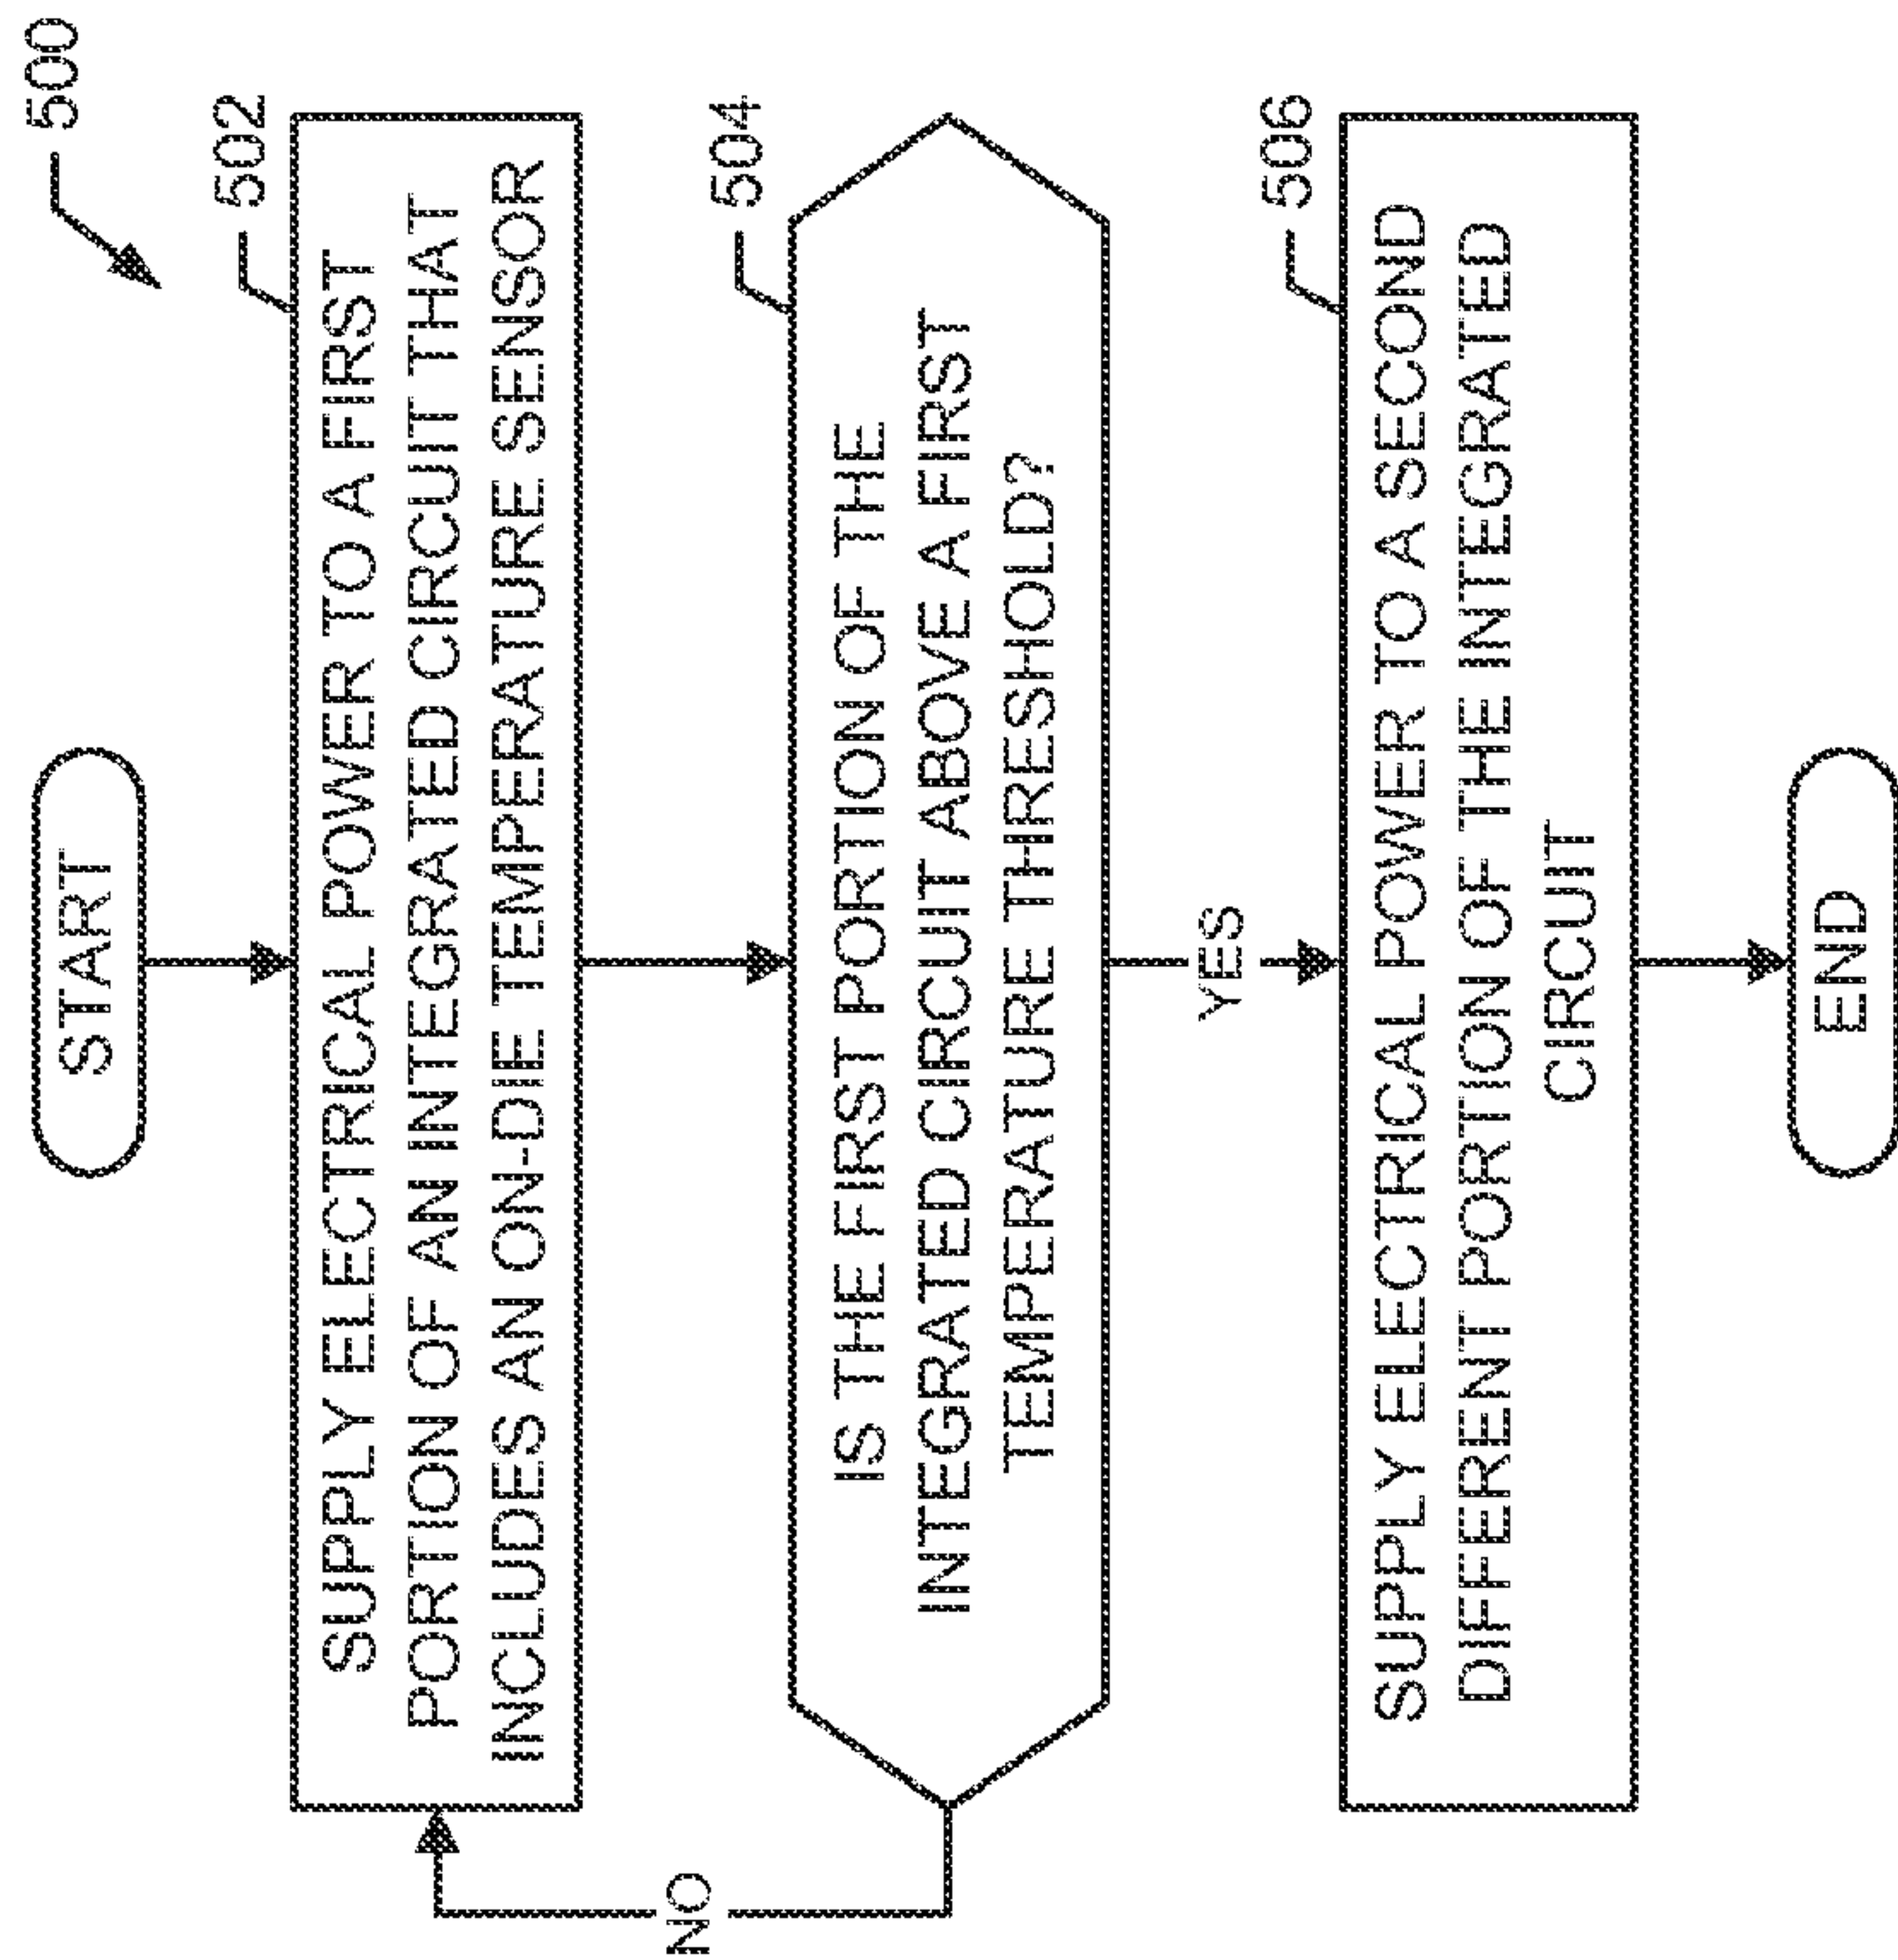 500
START
502
SUPPLY ELECTRICAL POWER TO A FIRST
PORTION OF AN INTEGRATED CIRCUIT THAT
INCLUDES AN ON-DIE TEMPERATURE SENSOR
NO
504
IS THE FIRST PORTION OF THE
INTEGRATED CIRCUIT ABOVE A FIRST
TEMPERATURE THRESHOLD?
YES
506
SUPPLY ELECTRICAL POWER TO A SECOND
DIFFERENT PORTION OF THE INTEGRATED
CIRCUIT
END